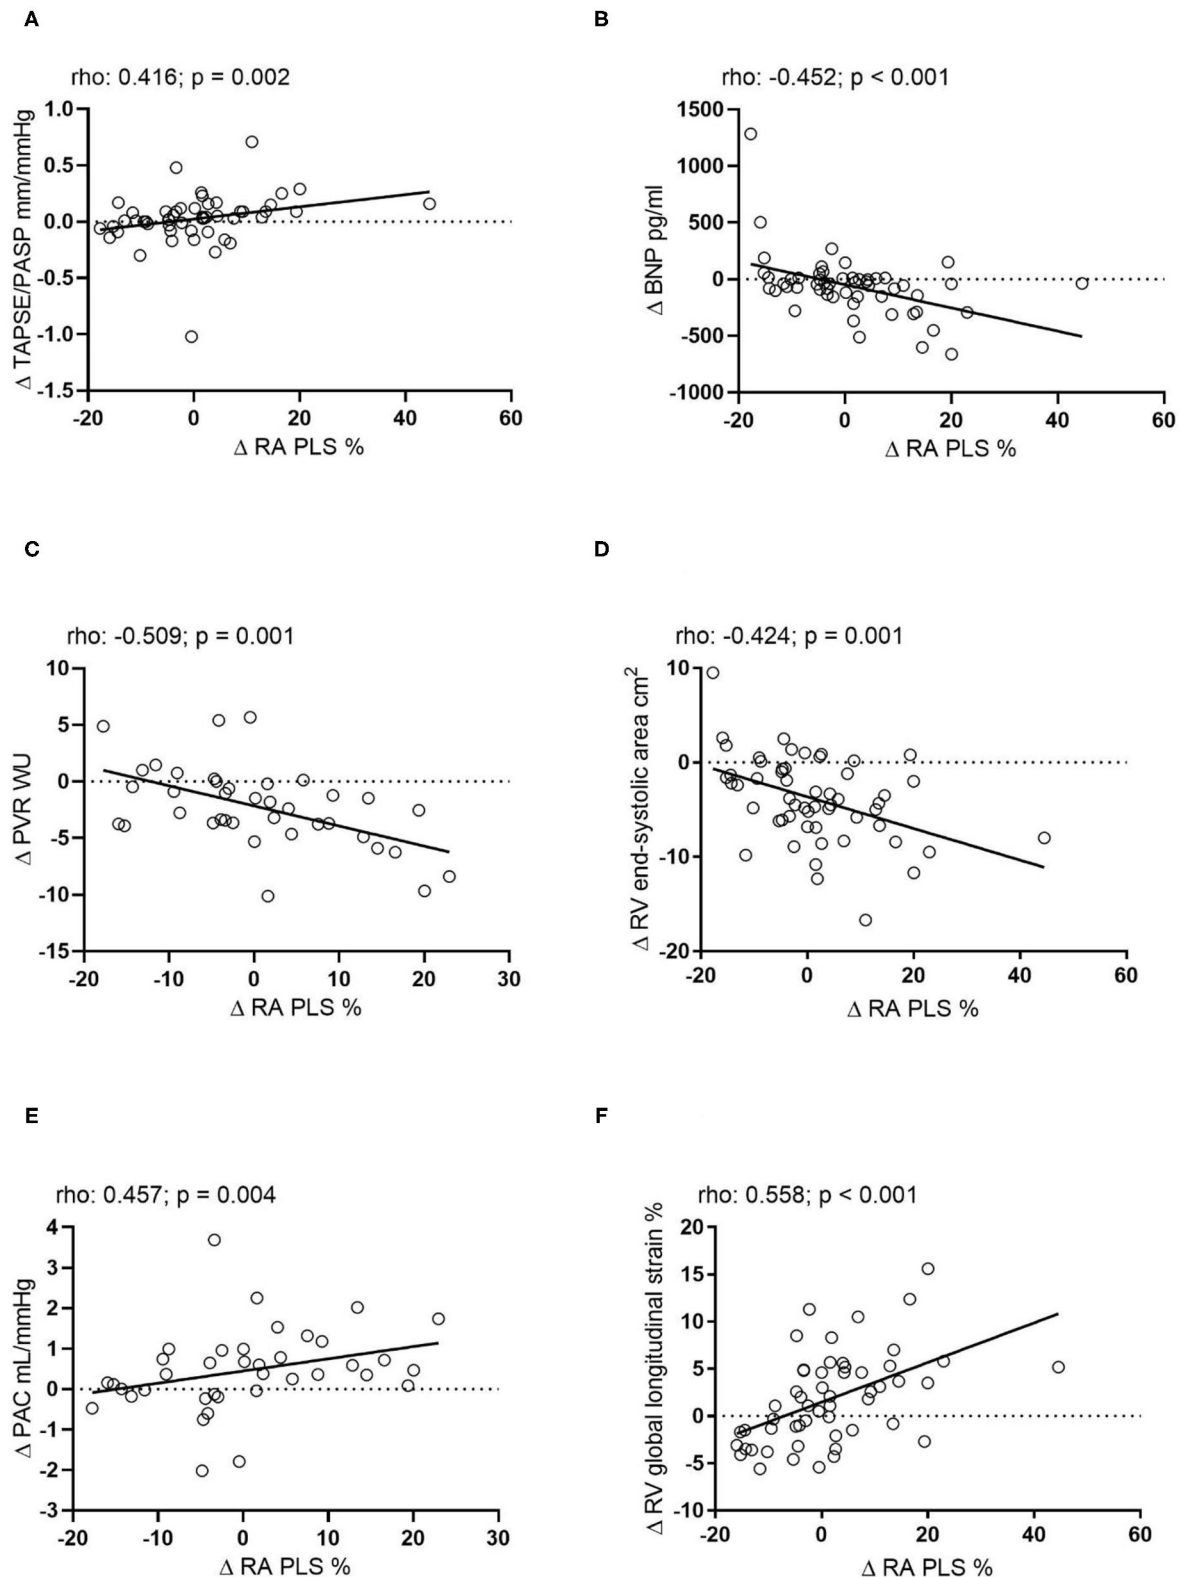 A
rho: 0.416; p = 0.002
Δ TAPSE/PASP mm/mmHg
1.0
0.5
0.0
-0.5
-1.0
-1.5
-20 0 20 40 60
Δ RA PLS %
B
rho: -0.452; p < 0.001
Δ BNP pg/ml
1500
1000
500
0
-500
-1000
-20 0 20 40 60
Δ RA PLS %
C
rho: -0.509; p = 0.001
Δ PVR WU
10
5
0
-5
-10
-15
-20 -10 0 10 20 30
Δ RA PLS %
D
rho: -0.424; p = 0.001
Δ RV end-systolic area cm²
10
0
-10
-20
-20 0 20 40 60
Δ RA PLS %
E
rho: 0.457; p = 0.004
Δ PAC mL/mmHg
4
3
2
1
0
-1
-2
-3
-20 -10 0 10 20 30
Δ RA PLS %
F
rho: 0.558; p < 0.001
Δ RV global longitudinal strain %
20
15
10
5
0
-5
-10
-20 0 20 40 60
Δ RA PLS %